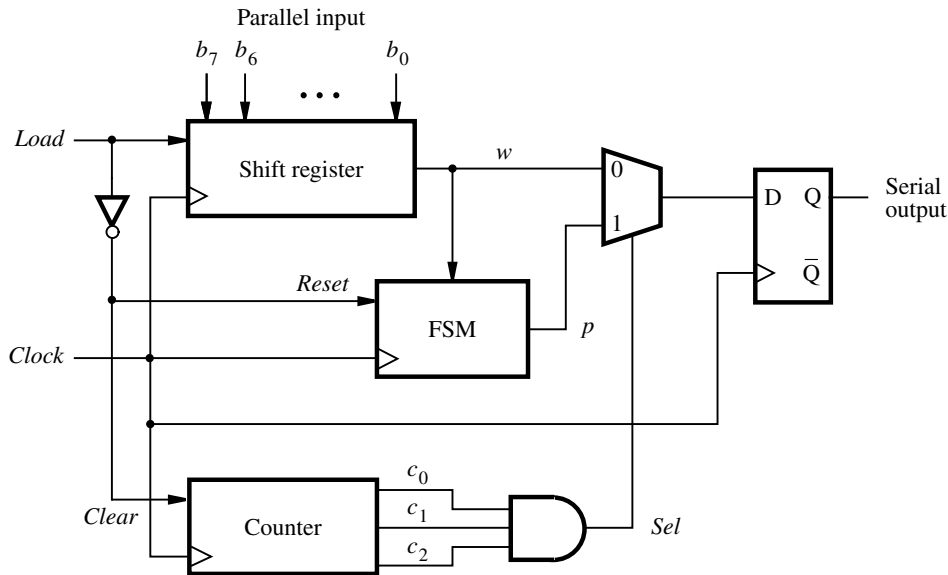 Parallel input
b7 b6 b0
Load
Shift register
w
0
1
D Q
Q̅
Serial
output
Reset
FSM
p
Clock
c0
c1
c2
Clear
Counter
Sel